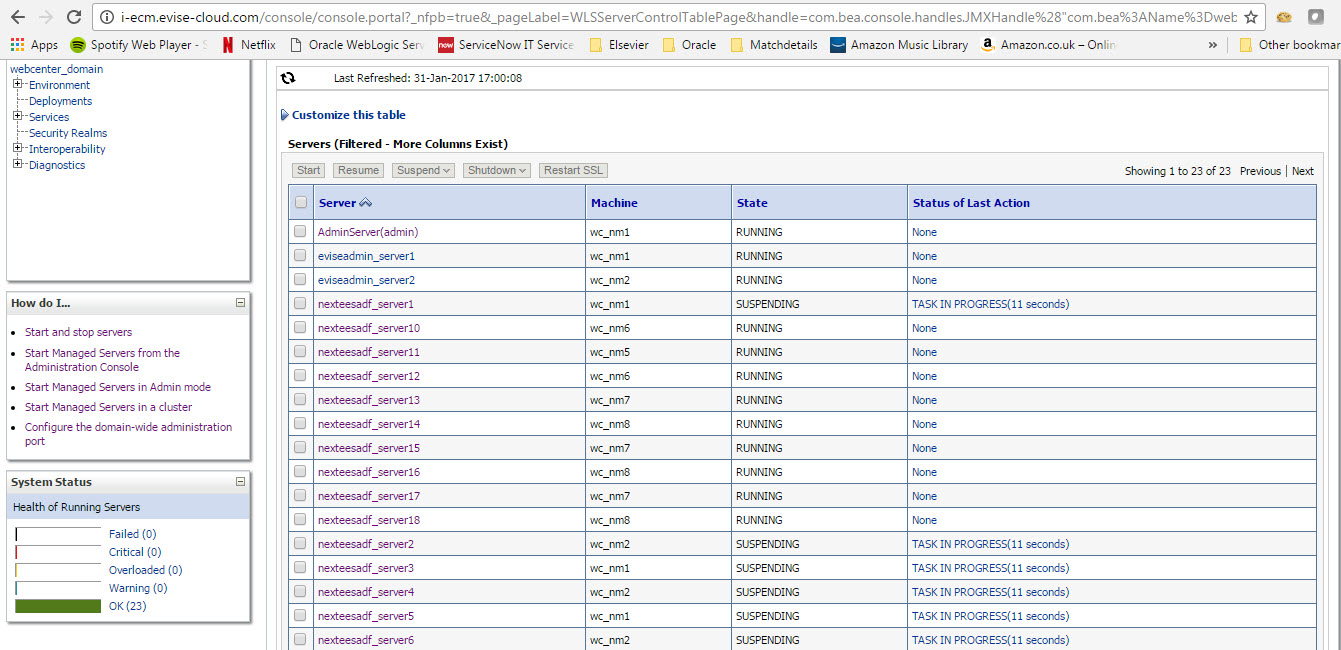 i-ecm.evise-cloud.com/console/console.portal?_nfpb=true&_pageLabel=WLSServerControlTablePage&handle=com.bea.console.handles.JMXHandle%28"com.bea%3AName%3Dweb
Apps Spotify Web Player - Netflix Oracle WebLogic Serv now ServiceNOW IT Service Elsevier Oracle Matchdetails Amazon Music Library Amazon.co.uk – Onlin » Other bookmar
webcenter_domain
Environment
Deployments
Services
Security Realms
Interoperability
Diagnostics
How do I...
Start and stop servers
Start Managed Servers from the
Administration Console
Start Managed Servers in Admin mode
Start Managed Servers in a cluster
Configure the domain-wide administration
port
System Status
Health of Running Servers
Failed (0)
Critical (0)
Overloaded (0)
Warning (0)
OK (23)
Last Refreshed: 31-Jan-2017 17:00:08
Customize this table
Servers (Filtered - More Columns Exist)
Start Resume Suspend Shutdown Restart SSL Showing 1 to 23 of 23 Previous | Next
Server Machine State Status of Last Action
AdminServer(admin) wc_nm1 RUNNING None
eviseadmin_server1 wc_nm1 RUNNING None
eviseadmin_server2 wc_nm2 RUNNING None
nexteesadf_server1 wc_nm1 SUSPENDING TASK IN PROGRESS(11 seconds)
nexteesadf_server10 wc_nm6 RUNNING None
nexteesadf_server11 wc_nm5 RUNNING None
nexteesadf_server12 wc_nm6 RUNNING None
nexteesadf_server13 wc_nm7 RUNNING None
nexteesadf_server14 wc_nm8 RUNNING None
nexteesadf_server15 wc_nm7 RUNNING None
nexteesadf_server16 wc_nm8 RUNNING None
nexteesadf_server17 wc_nm7 RUNNING None
nexteesadf_server18 wc_nm8 RUNNING None
nexteesadf_server2 wc_nm2 SUSPENDING TASK IN PROGRESS(11 seconds)
nexteesadf_server3 wc_nm1 SUSPENDING TASK IN PROGRESS(11 seconds)
nexteesadf_server4 wc_nm2 SUSPENDING TASK IN PROGRESS(11 seconds)
nexteesadf_server5 wc_nm1 SUSPENDING TASK IN PROGRESS(11 seconds)
nexteesadf_server6 wc_nm2 SUSPENDING TASK IN PROGRESS(11 seconds)